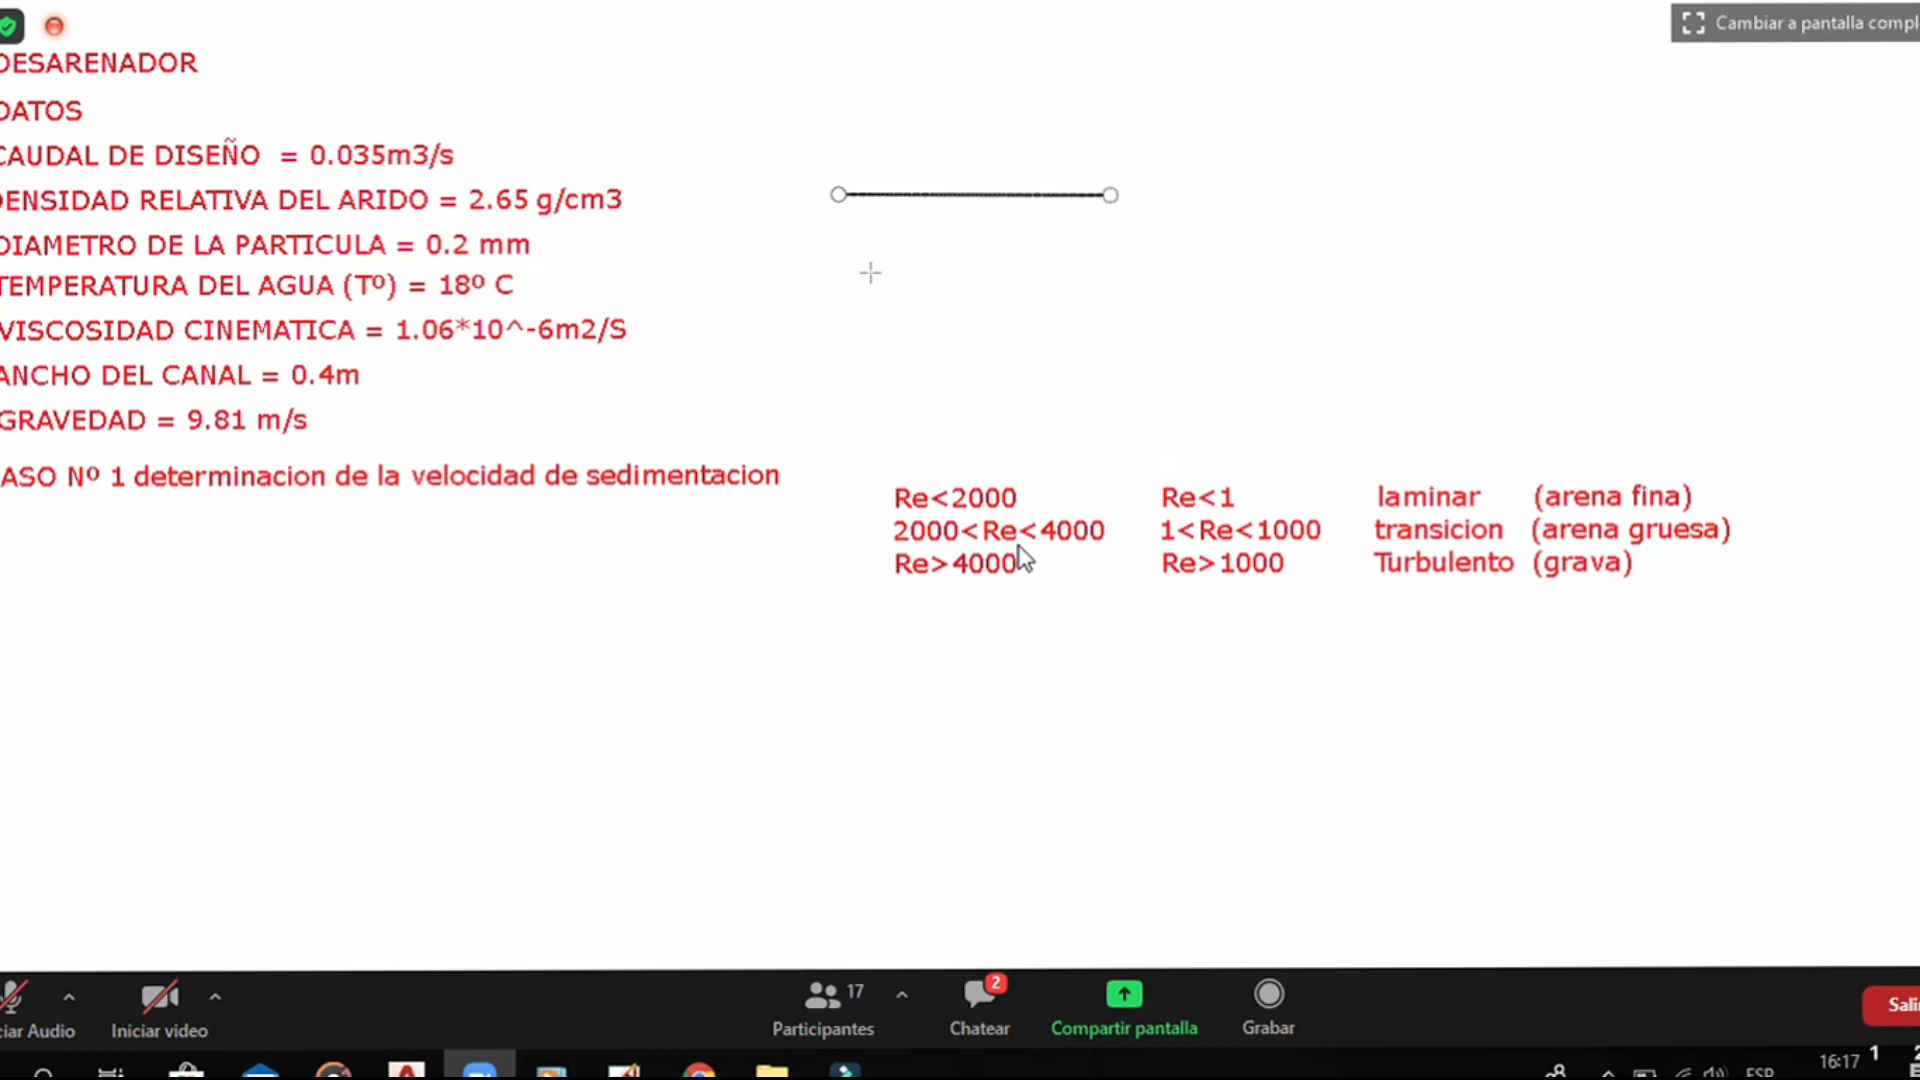 Cambiar a pantalla compl
DESARENADOR
DATOS
CAUDAL DE DISEÑO = 0.035m3/s
DENSIDAD RELATIVA DEL ARIDO = 2.65 g/cm3
DIAMETRO DE LA PARTICULA = 0.2 mm
TEMPERATURA DEL AGUA (Tº) = 18º C
VISCOSIDAD CINEMATICA = 1.06*10^-6m2/S
ANCHO DEL CANAL = 0.4m
GRAVEDAD = 9.81 m/s
ASO Nº 1 determinacion de la velocidad de sedimentacion
Re<2000 Re<1 laminar (arena fina)
2000<Re<4000 1<Re<1000 transicion (arena gruesa)
Re>4000 Re>1000 Turbulento (grava)
17 2
ciar Audio Iniciar video Participantes Chatear Compartir pantalla Grabar Sali
16:17 1
ESP